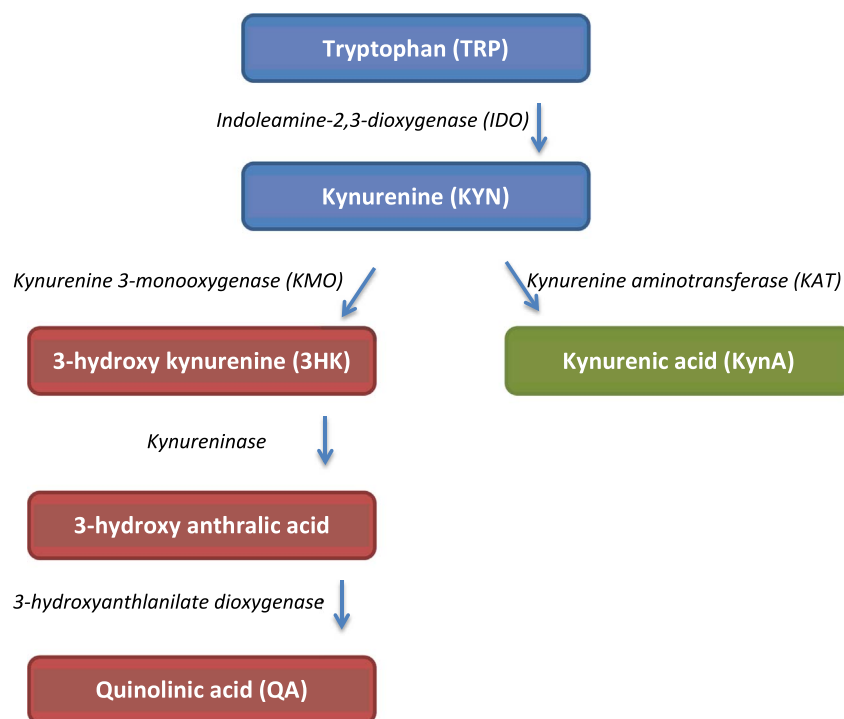 Tryptophan (TRP)
Indoleamine-2,3-dioxygenase (IDO)
Kynurenine (KYN)
Kynurenine 3-monooxygenase (KMO)
Kynurenine aminotransferase (KAT)
3-hydroxy kynurenine (3HK)
Kynurenic acid (KynA)
Kynureninase
3-hydroxy anthralic acid
3-hydroxyanthlanilate dioxygenase
Quinolinic acid (QA)